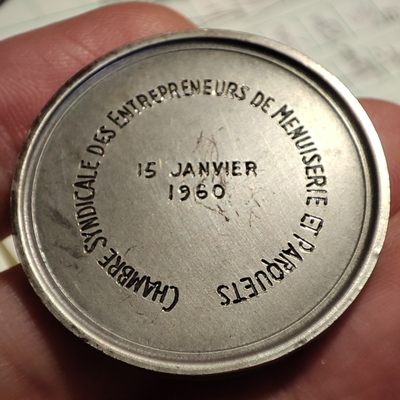 CHAMBRE SYNDICALE DES ENTREPRENEURS DE MENUISERIE ET PARQUETS
15 JANVIER
1960